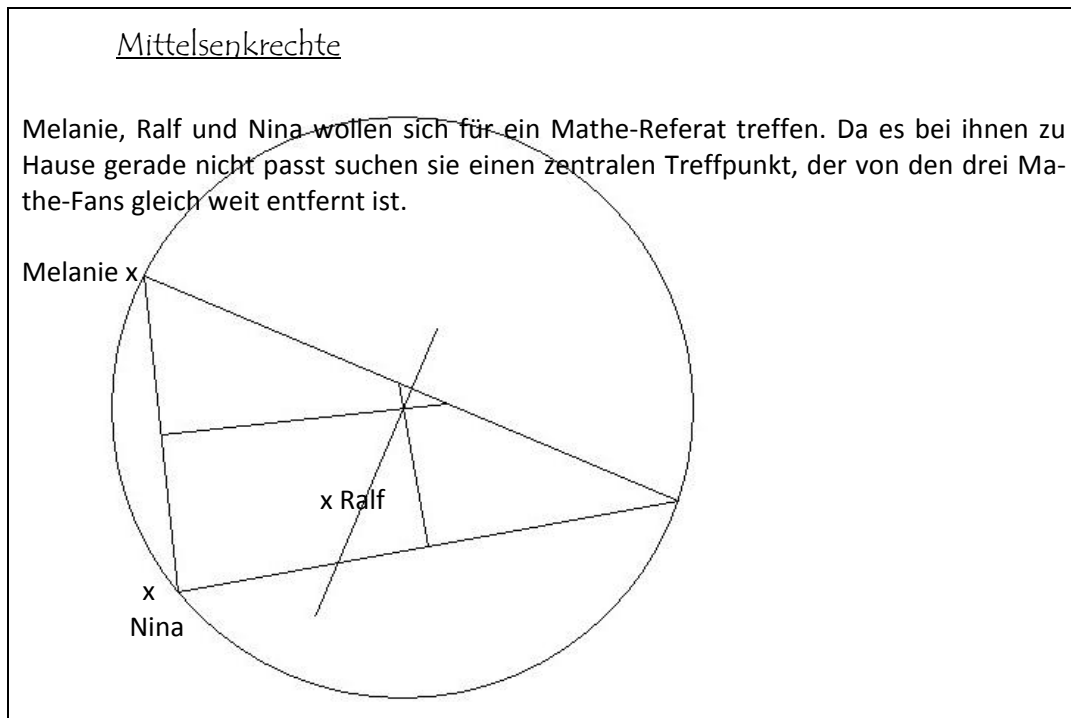 Mittelsenkrechte
Melanie, Ralf und Nina wollen sich für ein Mathe-Referat treffen. Da es bei ihnen zu
Hause gerade nicht passt suchen sie einen zentralen Treffpunkt, der von den drei Ma-
the-Fans gleich weit entfernt ist.
Melanie x
x Ralf
x
Nina